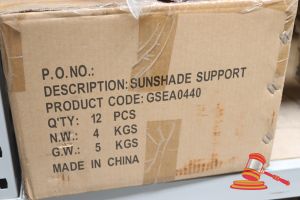 P.O.NO.:
DESCRIPTION: SUNSHADE SUPPORT
PRODUCT CODE: GSEA0440
Q'TY: 12 PCS
N.W.: 4 KGS
G.W.: 5 KGS
MADE IN CHINA